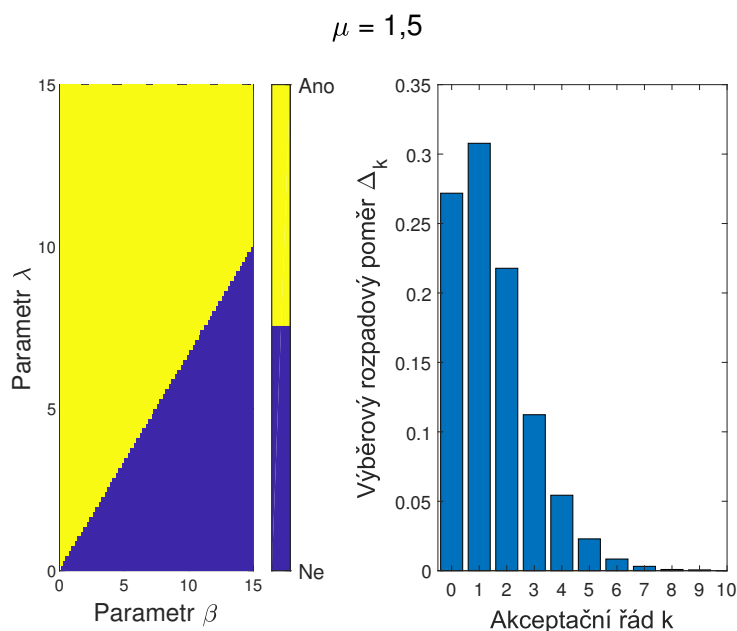 μ = 1,5
15
10
5
0
0 5 10 15
Parametr λ
Parametr β
Ano
Ne
0.35
0.3
0.25
0.2
0.15
0.1
0.05
0
0 1 2 3 4 5 6 7 8 9 10
Výběrový rozpadový poměr Δk
Akceptační řád k